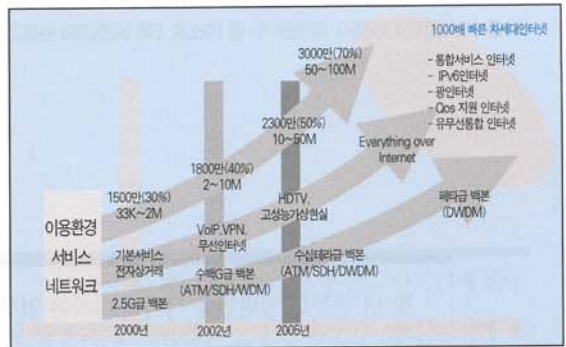 1000배 빠른 차세대인터넷
- 통합서비스 인터넷
- IPv6인터넷
- 광인터넷
- Qos 지원 인터넷
- 유무선통합 인터넷
3000만(70%)
50~100M
2300만(50%)
10~50M
1800만(40%)
2~10M
1500만(30%)
33K~2M
Everything over
Internet
HDTV,
고성능가상현실
VoIP, VPN,
무선인터넷
기본서비스
전자상거래
페타급 백본
(DWDM)
수십테라급 백본
(ATM/SDH/DWDM)
수백G급 백본
(ATM/SDH/WDM)
2.5G급 백본
이용환경
서비스
네트워크
2000년
2002년
2005년